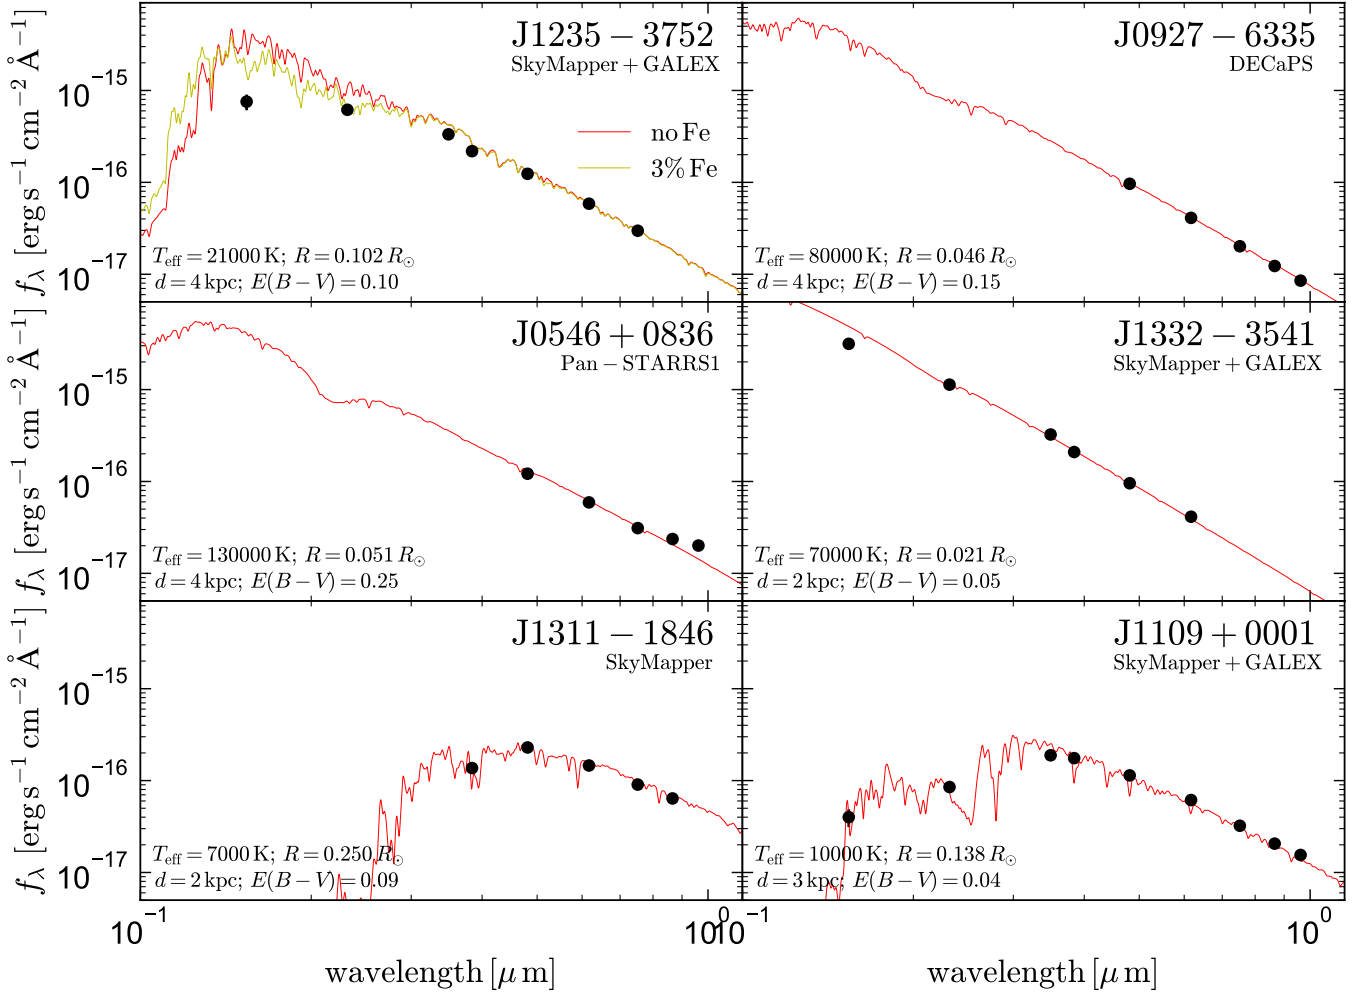 J1235 − 3752
SkyMapper + GALEX
no Fe
3% Fe
T_eff = 21000 K; R = 0.102 R_⊙
d = 4 kpc; E(B − V) = 0.10
J0927 − 6335
DECaPS
T_eff = 80000 K; R = 0.046 R_⊙
d = 4 kpc; E(B − V) = 0.15
f_λ [erg s⁻¹ cm⁻² Å⁻¹]
10⁻¹⁵
10⁻¹⁶
10⁻¹⁷
J0546 + 0836
Pan − STARRS1
T_eff = 130000 K; R = 0.051 R_⊙
d = 4 kpc; E(B − V) = 0.25
J1332 − 3541
SkyMapper + GALEX
T_eff = 70000 K; R = 0.021 R_⊙
d = 2 kpc; E(B − V) = 0.05
f_λ [erg s⁻¹ cm⁻² Å⁻¹]
10⁻¹⁵
10⁻¹⁶
10⁻¹⁷
J1311 − 1846
SkyMapper
T_eff = 7000 K; R = 0.250 R_⊙
d = 2 kpc; E(B − V) = 0.09
J1109 + 0001
SkyMapper + GALEX
T_eff = 10000 K; R = 0.138 R_⊙
d = 3 kpc; E(B − V) = 0.04
f_λ [erg s⁻¹ cm⁻² Å⁻¹]
10⁻¹⁵
10⁻¹⁶
10⁻¹⁷
10⁻¹
10⁰
10⁻¹
10⁰
wavelength [μm]
wavelength [μm]